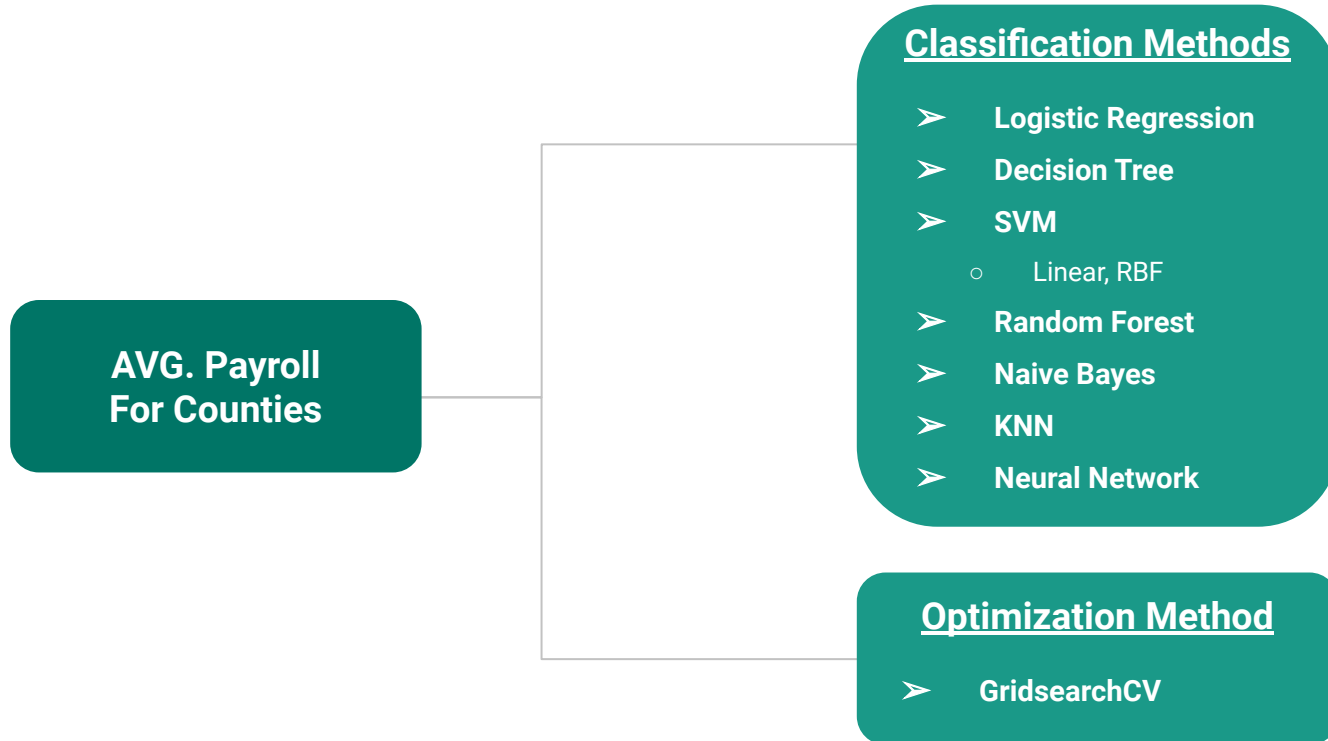 AVG. Payroll
For Counties
Classification Methods
➢ Logistic Regression
➢ Decision Tree
➢ SVM
○ Linear, RBF
➢ Random Forest
➢ Naive Bayes
➢ KNN
➢ Neural Network
Optimization Method
➢ GridsearchCV